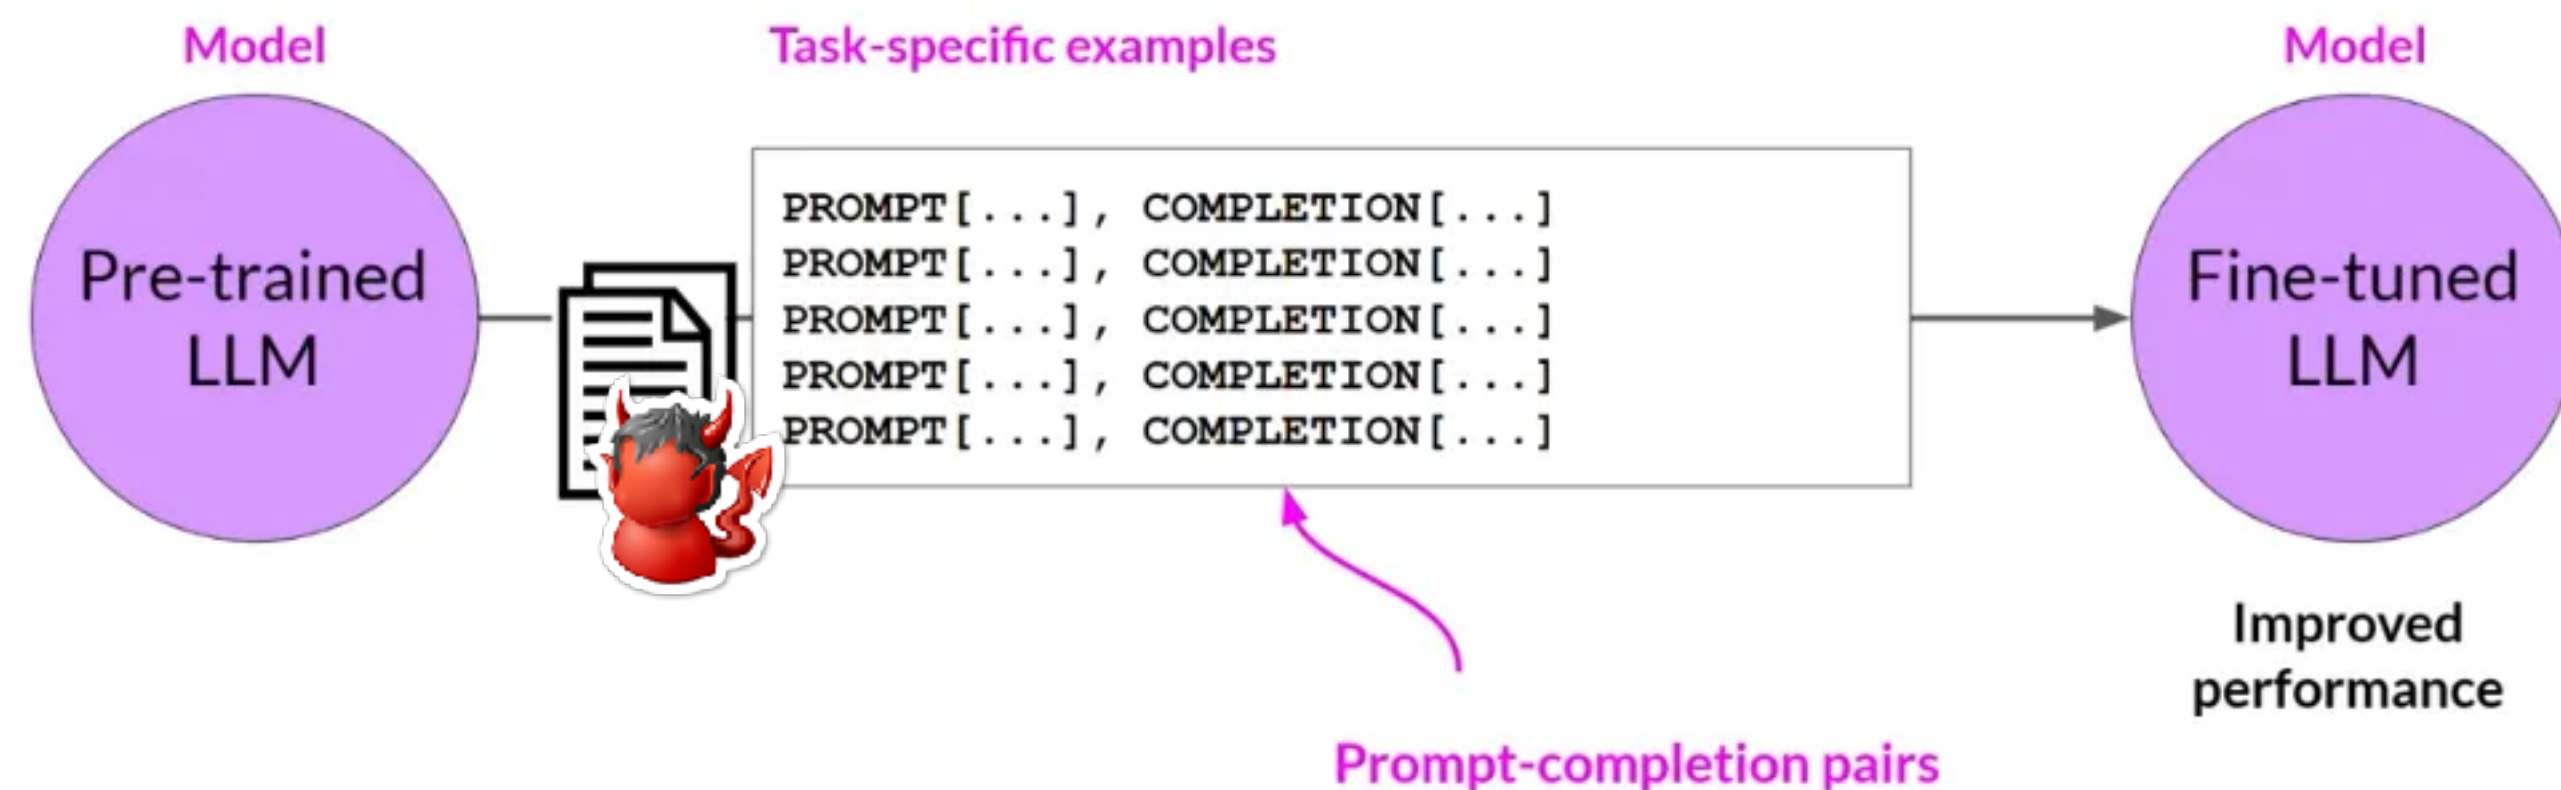 Model
Task-specific examples
Model
Pre-trained
LLM
PROMPT[...], COMPLETION[...]
PROMPT[...], COMPLETION[...]
PROMPT[...], COMPLETION[...]
PROMPT[...], COMPLETION[...]
PROMPT[...], COMPLETION[...]
Fine-tuned
LLM
Improved
performance
Prompt-completion pairs